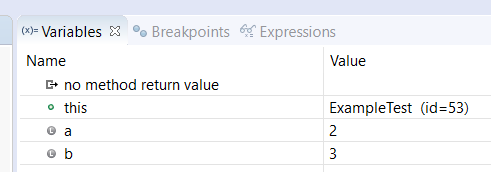 (x)= Variables Breakpoints Expressions
Name Value
no method return value
this ExampleTest (id=53)
a 2
b 3